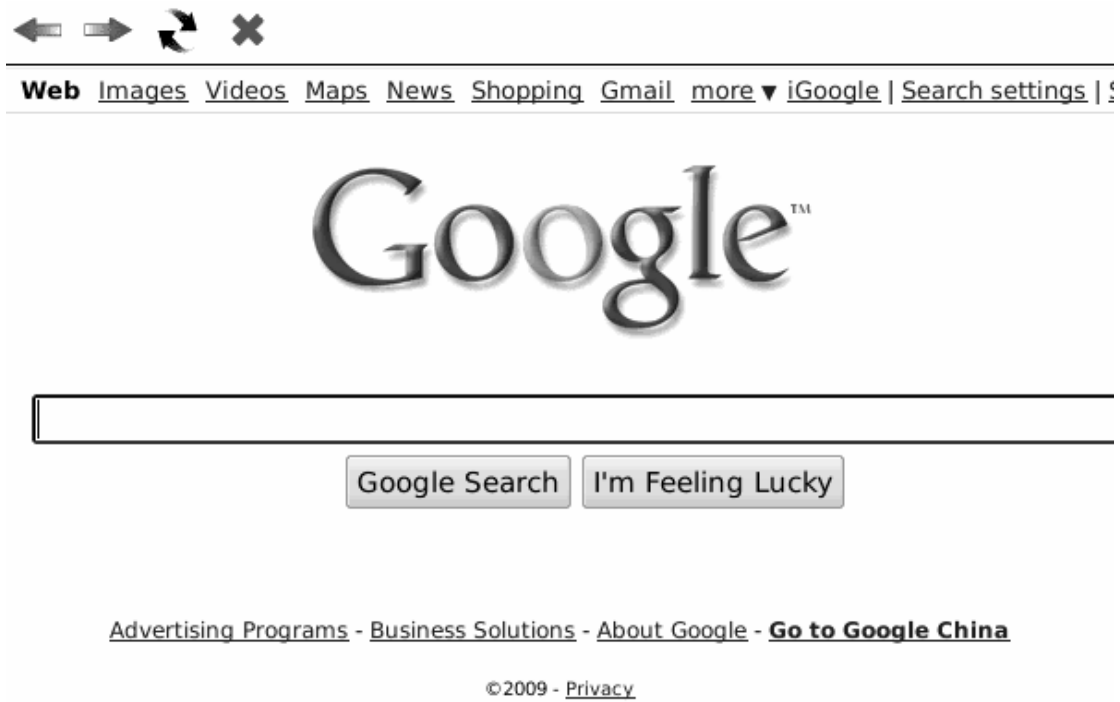 Web Images Videos Maps News Shopping Gmail more ▼ iGoogle | Search settings |
Google™
Google Search I'm Feeling Lucky
Advertising Programs - Business Solutions - About Google - Go to Google China
©2009 - Privacy